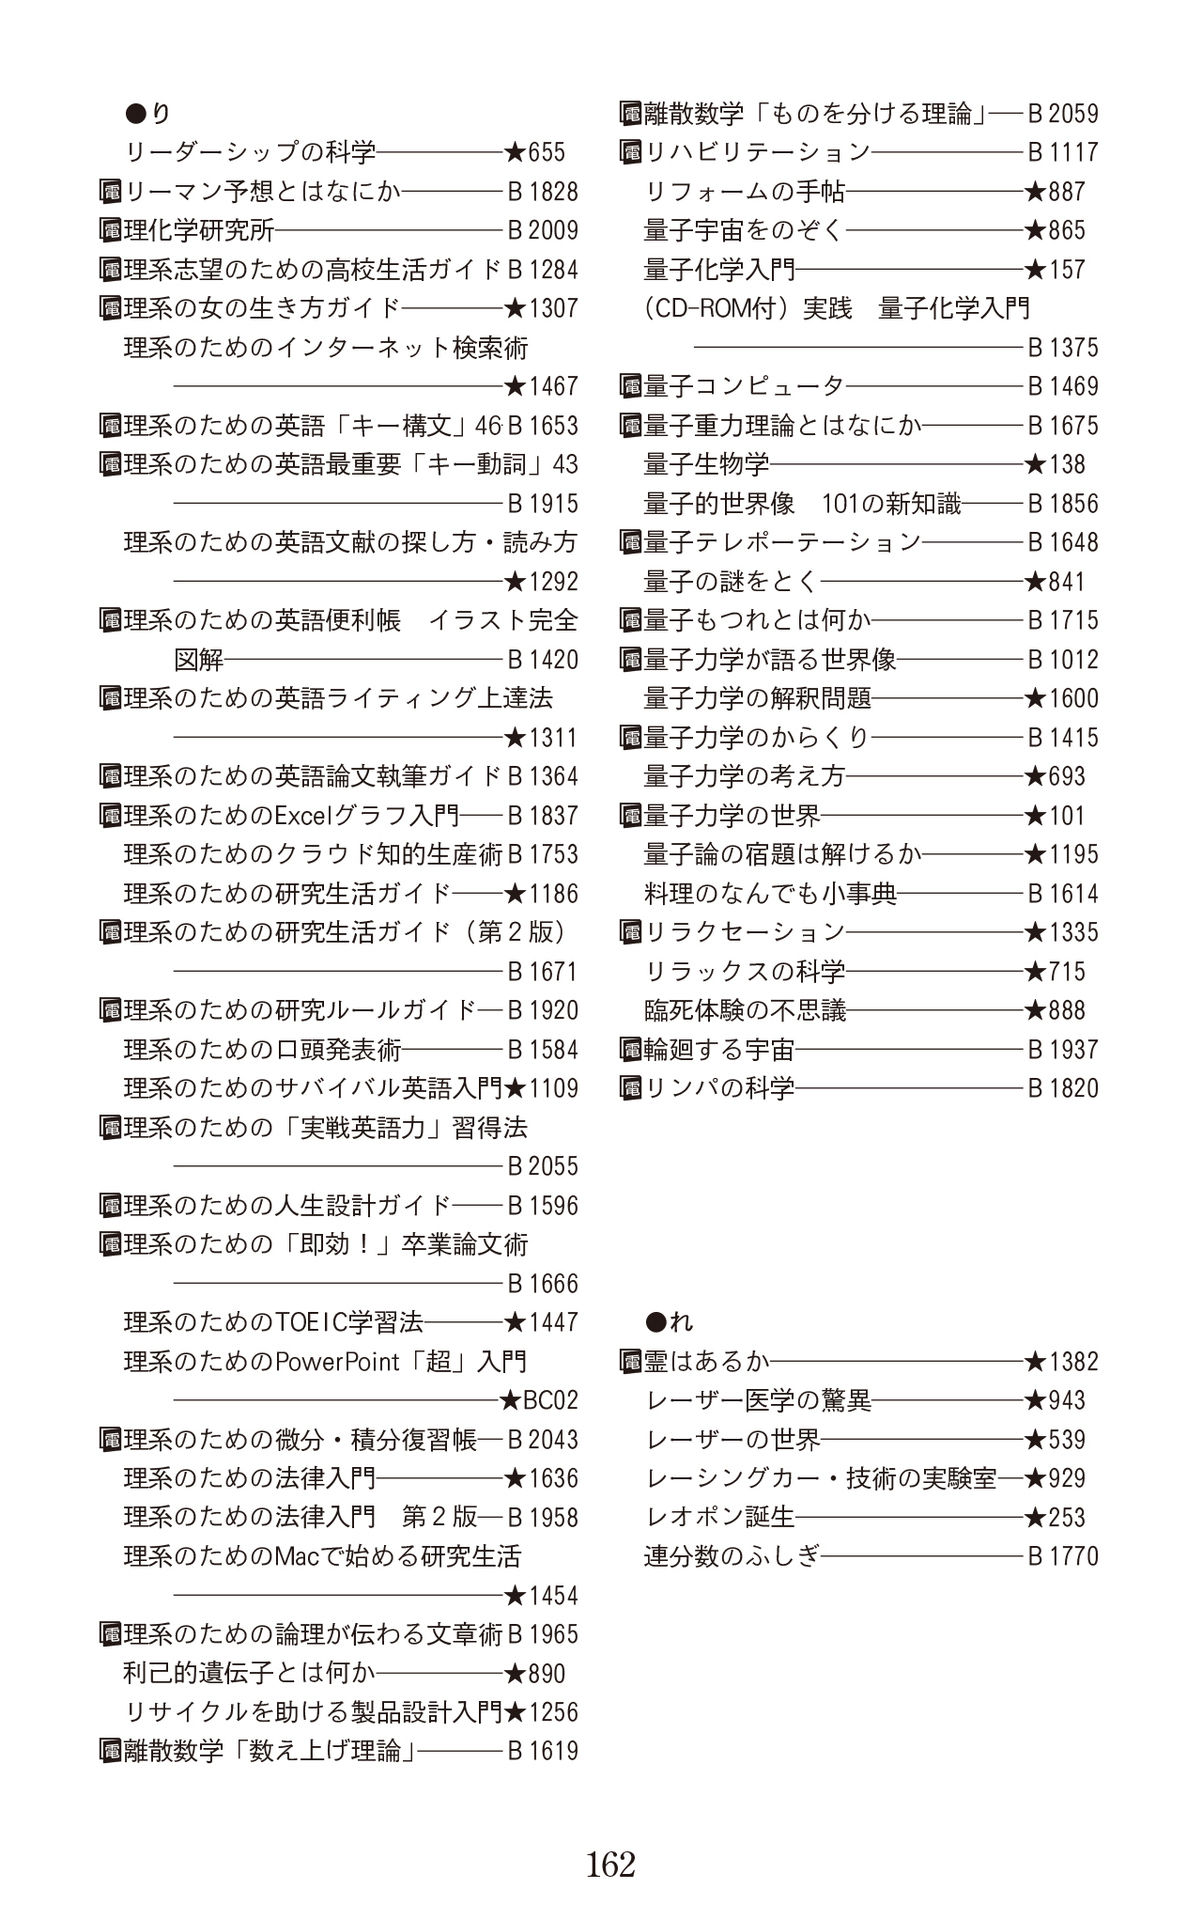 ●り
リーダーシップの科学――★655
電リーマン予想とはなにか――B1828
電理化学研究所――B2009
電理系志望のための高校生活ガイド B1284
電理系の女の生き方ガイド――★1307
理系のためのインターネット検索術
――★1467
電理系のための英語「キー構文」46 B1653
電理系のための英語最重要「キー動詞」43
――B1915
理系のための英語文献の探し方・読み方
――★1292
電理系のための英語便利帳　イラスト完全
図解――B1420
電理系のための英語ライティング上達法
――★1311
電理系のための英語論文執筆ガイド B1364
電理系のためのExcelグラフ入門――B1837
理系のためのクラウド知的生産術 B1753
理系のための研究生活ガイド――★1186
電理系のための研究生活ガイド（第２版）
――B1671
電理系のための研究ルールガイド―B1920
理系のための口頭発表術――B1584
理系のためのサバイバル英語入門★1109
電理系のための「実戦英語力」習得法
――B2055
電理系のための人生設計ガイド――B1596
電理系のための「即効！」卒業論文術
――B1666
理系のためのTOEIC学習法――★1447
理系のためのPowerPoint「超」入門
――★BC02
電理系のための微分・積分復習帳―B2043
理系のための法律入門――★1636
理系のための法律入門　第２版―B1958
理系のためのMacで始める研究生活
――★1454
電理系のための論理が伝わる文章術 B1965
利己的遺伝子とは何か――★890
リサイクルを助ける製品設計入門★1256
電離散数学「数え上げ理論」――B1619
電離散数学「ものを分ける理論」―B2059
電リハビリテーション――B1117
リフォームの手帖――★887
量子宇宙をのぞく――★865
量子化学入門――★157
（CD-ROM付）実践　量子化学入門
――B1375
電量子コンピュータ――B1469
電量子重力理論とはなにか――B1675
量子生物学――★138
量子的世界像　101の新知識――B1856
電量子テレポーテーション――B1648
量子の謎をとく――★841
電量子もつれとは何か――B1715
電量子力学が語る世界像――B1012
量子力学の解釈問題――★1600
電量子力学のからくり――B1415
量子力学の考え方――★693
電量子力学の世界――★101
量子論の宿題は解けるか――★1195
料理のなんでも小事典――B1614
電リラクセーション――★1335
リラックスの科学――★715
臨死体験の不思議――★888
電輪廻する宇宙――B1937
電リンパの科学――B1820
●れ
電霊はあるか――★1382
レーザー医学の驚異――★943
レーザーの世界――★539
レーシングカー・技術の実験室―★929
レオポン誕生――★253
連分数のふしぎ――B1770
162